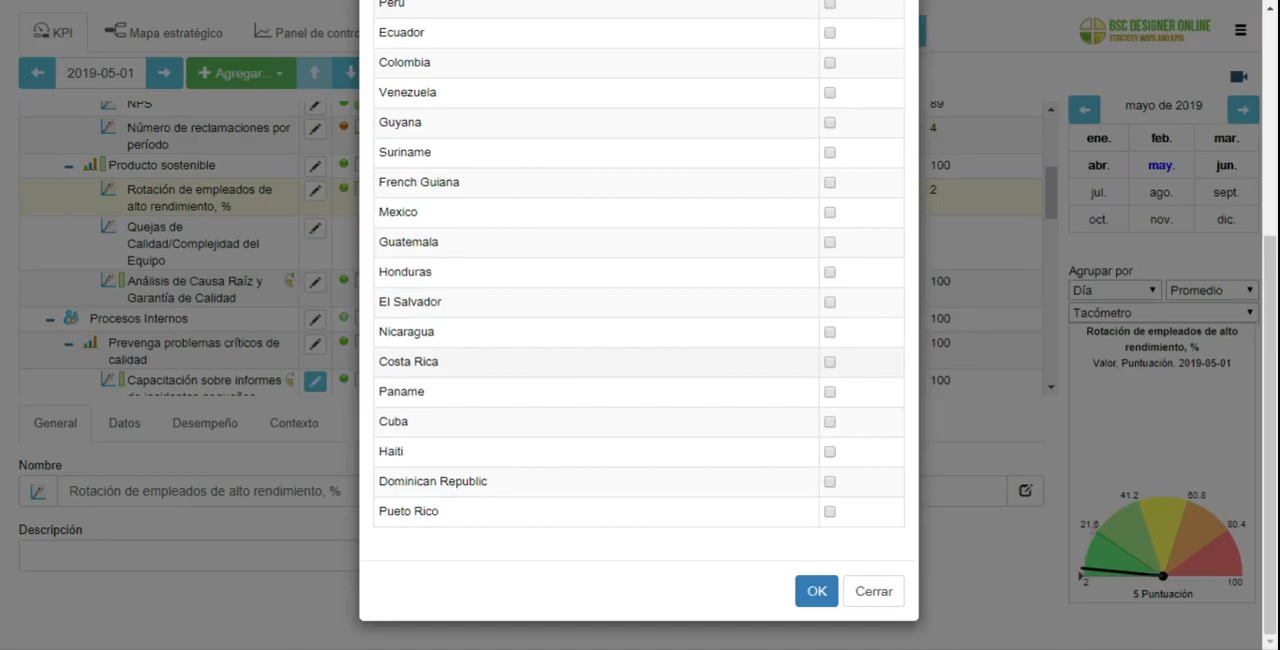 KPI
Mapa estratégico
Panel de contro
BSC DESIGNER ONLINE
STRATEGY MAPS AND KPIS
2019-05-01
Agregar...
NPS
89
Número de reclamaciones por
período
4
Producto sostenible
100
Rotación de empleados de
alto rendimiento, %
2
Quejas de
Calidad/Complejidad del
Equipo
Análisis de Causa Raíz y
Garantía de Calidad
100
Procesos Internos
100
Prevenga problemas críticos de
calidad
100
Capacitación sobre informes
de incidentes pequeños
100
General
Datos
Desempeño
Contexto
Nombre
Rotación de empleados de alto rendimiento, %
Descripción
Peru
Ecuador
Colombia
Venezuela
Guyana
Suriname
French Guiana
Mexico
Guatemala
Honduras
El Salvador
Nicaragua
Costa Rica
Paname
Cuba
Haiti
Dominican Republic
Pueto Rico
OK
Cerrar
mayo de 2019
ene. feb. mar.
abr. may. jun.
jul. ago. sept.
oct. nov. dic.
Agrupar por
Día
Promedio
Tacómetro
Rotación de empleados de alto
rendimiento, %
Valor, Puntuación, 2019-05-01
41.2
60.8
21.6
80.4
2
100
5 Puntuación